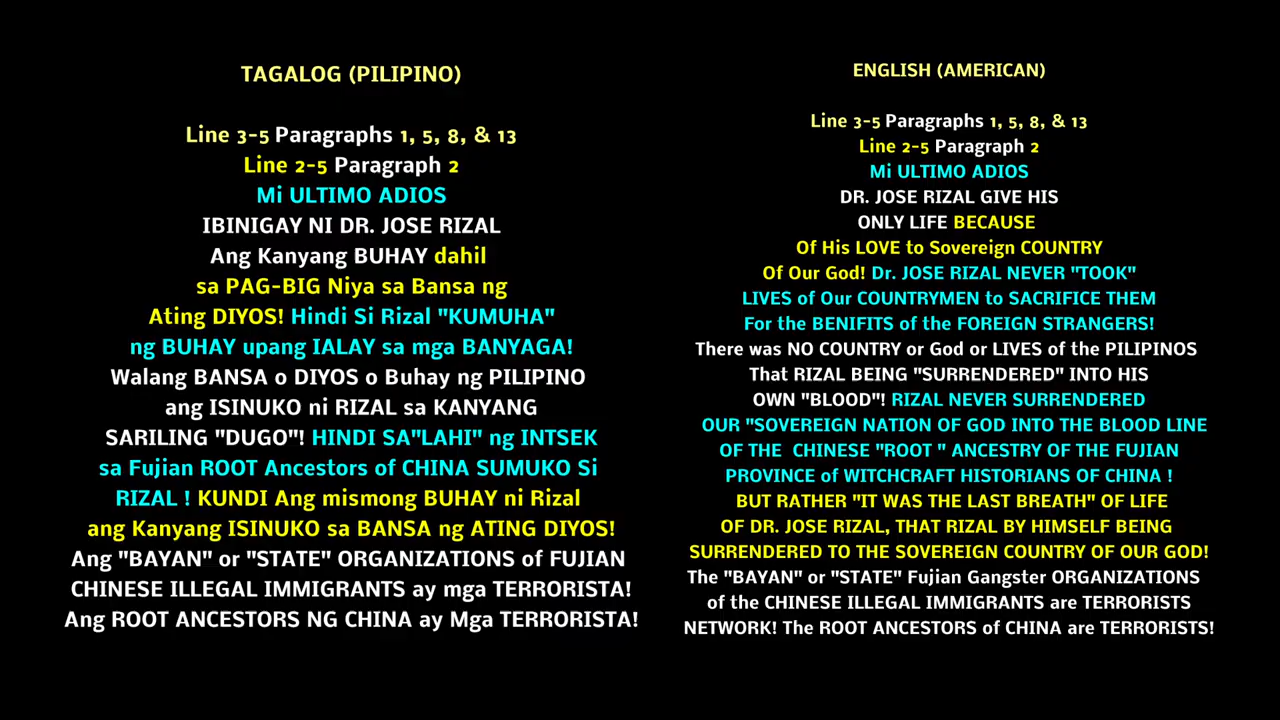 TAGALOG (PILIPINO)
Line 3-5 Paragraphs 1, 5, 8, & 13
Line 2-5 Paragraph 2
Mi ULTIMO ADIOS
IBINIGAY NI DR. JOSE RIZAL
Ang Kanyang BUHAY dahil
sa PAG-BIG Niya sa Bansa ng
Ating DIYOS! Hindi Si Rizal "KUMUHA"
ng BUHAY upang IALAY sa mga BANYAGA!
Walang BANSA o DIYOS o Buhay ng PILIPINO
ang ISINUKO ni RIZAL sa KANYANG
SARILING "DUGO"! HINDI SA"LAHI" ng INTSEK
sa Fujian ROOT Ancestors of CHINA SUMUKO Si
RIZAL ! KUNDI Ang mismong BUHAY ni Rizal
ang Kanyang ISINUKO sa BANSA ng ATING DIYOS!
Ang "BAYAN" or "STATE" ORGANIZATIONS of FUJIAN
CHINESE ILLEGAL IMMIGRANTS ay mga TERRORISTA!
Ang ROOT ANCESTORS NG CHINA ay Mga TERRORISTA!
ENGLISH (AMERICAN)
Line 3-5 Paragraphs 1, 5, 8, & 13
Line 2-5 Paragraph 2
Mi ULTIMO ADIOS
DR. JOSE RIZAL GIVE HIS
ONLY LIFE BECAUSE
Of His LOVE to Sovereign COUNTRY
Of Our God! Dr. JOSE RIZAL NEVER "TOOK"
LIVES of Our COUNTRYMEN to SACRIFICE THEM
For the BENIFITS of the FOREIGN STRANGERS!
There was NO COUNTRY or God or LIVES of the PILIPINOS
That RIZAL BEING "SURRENDERED" INTO HIS
OWN "BLOOD"! RIZAL NEVER SURRENDERED
OUR "SOVEREIGN NATION OF GOD INTO THE BLOOD LINE
OF THE CHINESE "ROOT " ANCESTRY OF THE FUJIAN
PROVINCE of WITCHCRAFT HISTORIANS OF CHINA !
BUT RATHER "IT WAS THE LAST BREATH" OF LIFE
OF DR. JOSE RIZAL, THAT RIZAL BY HIMSELF BEING
SURRENDERED TO THE SOVEREIGN COUNTRY OF OUR GOD!
The "BAYAN" or "STATE" Fujian Gangster ORGANIZATIONS
of the CHINESE ILLEGAL IMMIGRANTS are TERRORISTS
NETWORK! The ROOT ANCESTORS of CHINA are TERRORISTS!